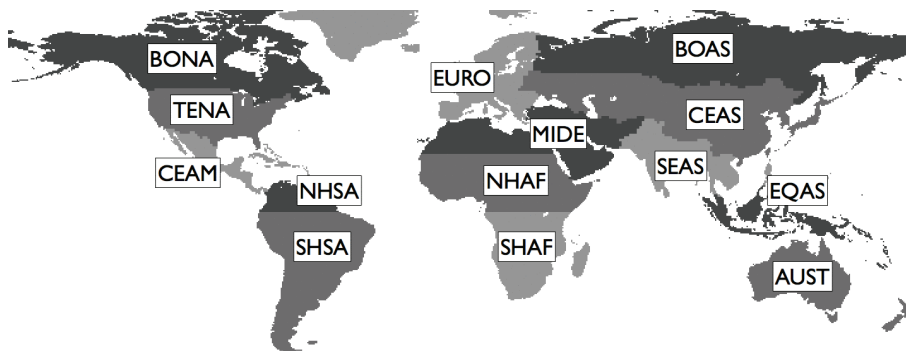 BONA
BOAS
EURO
TENA
CEAS
MIDE
CEAM
SEAS
NHSA
NHAF
EQAS
SHSA
SHAF
AUST